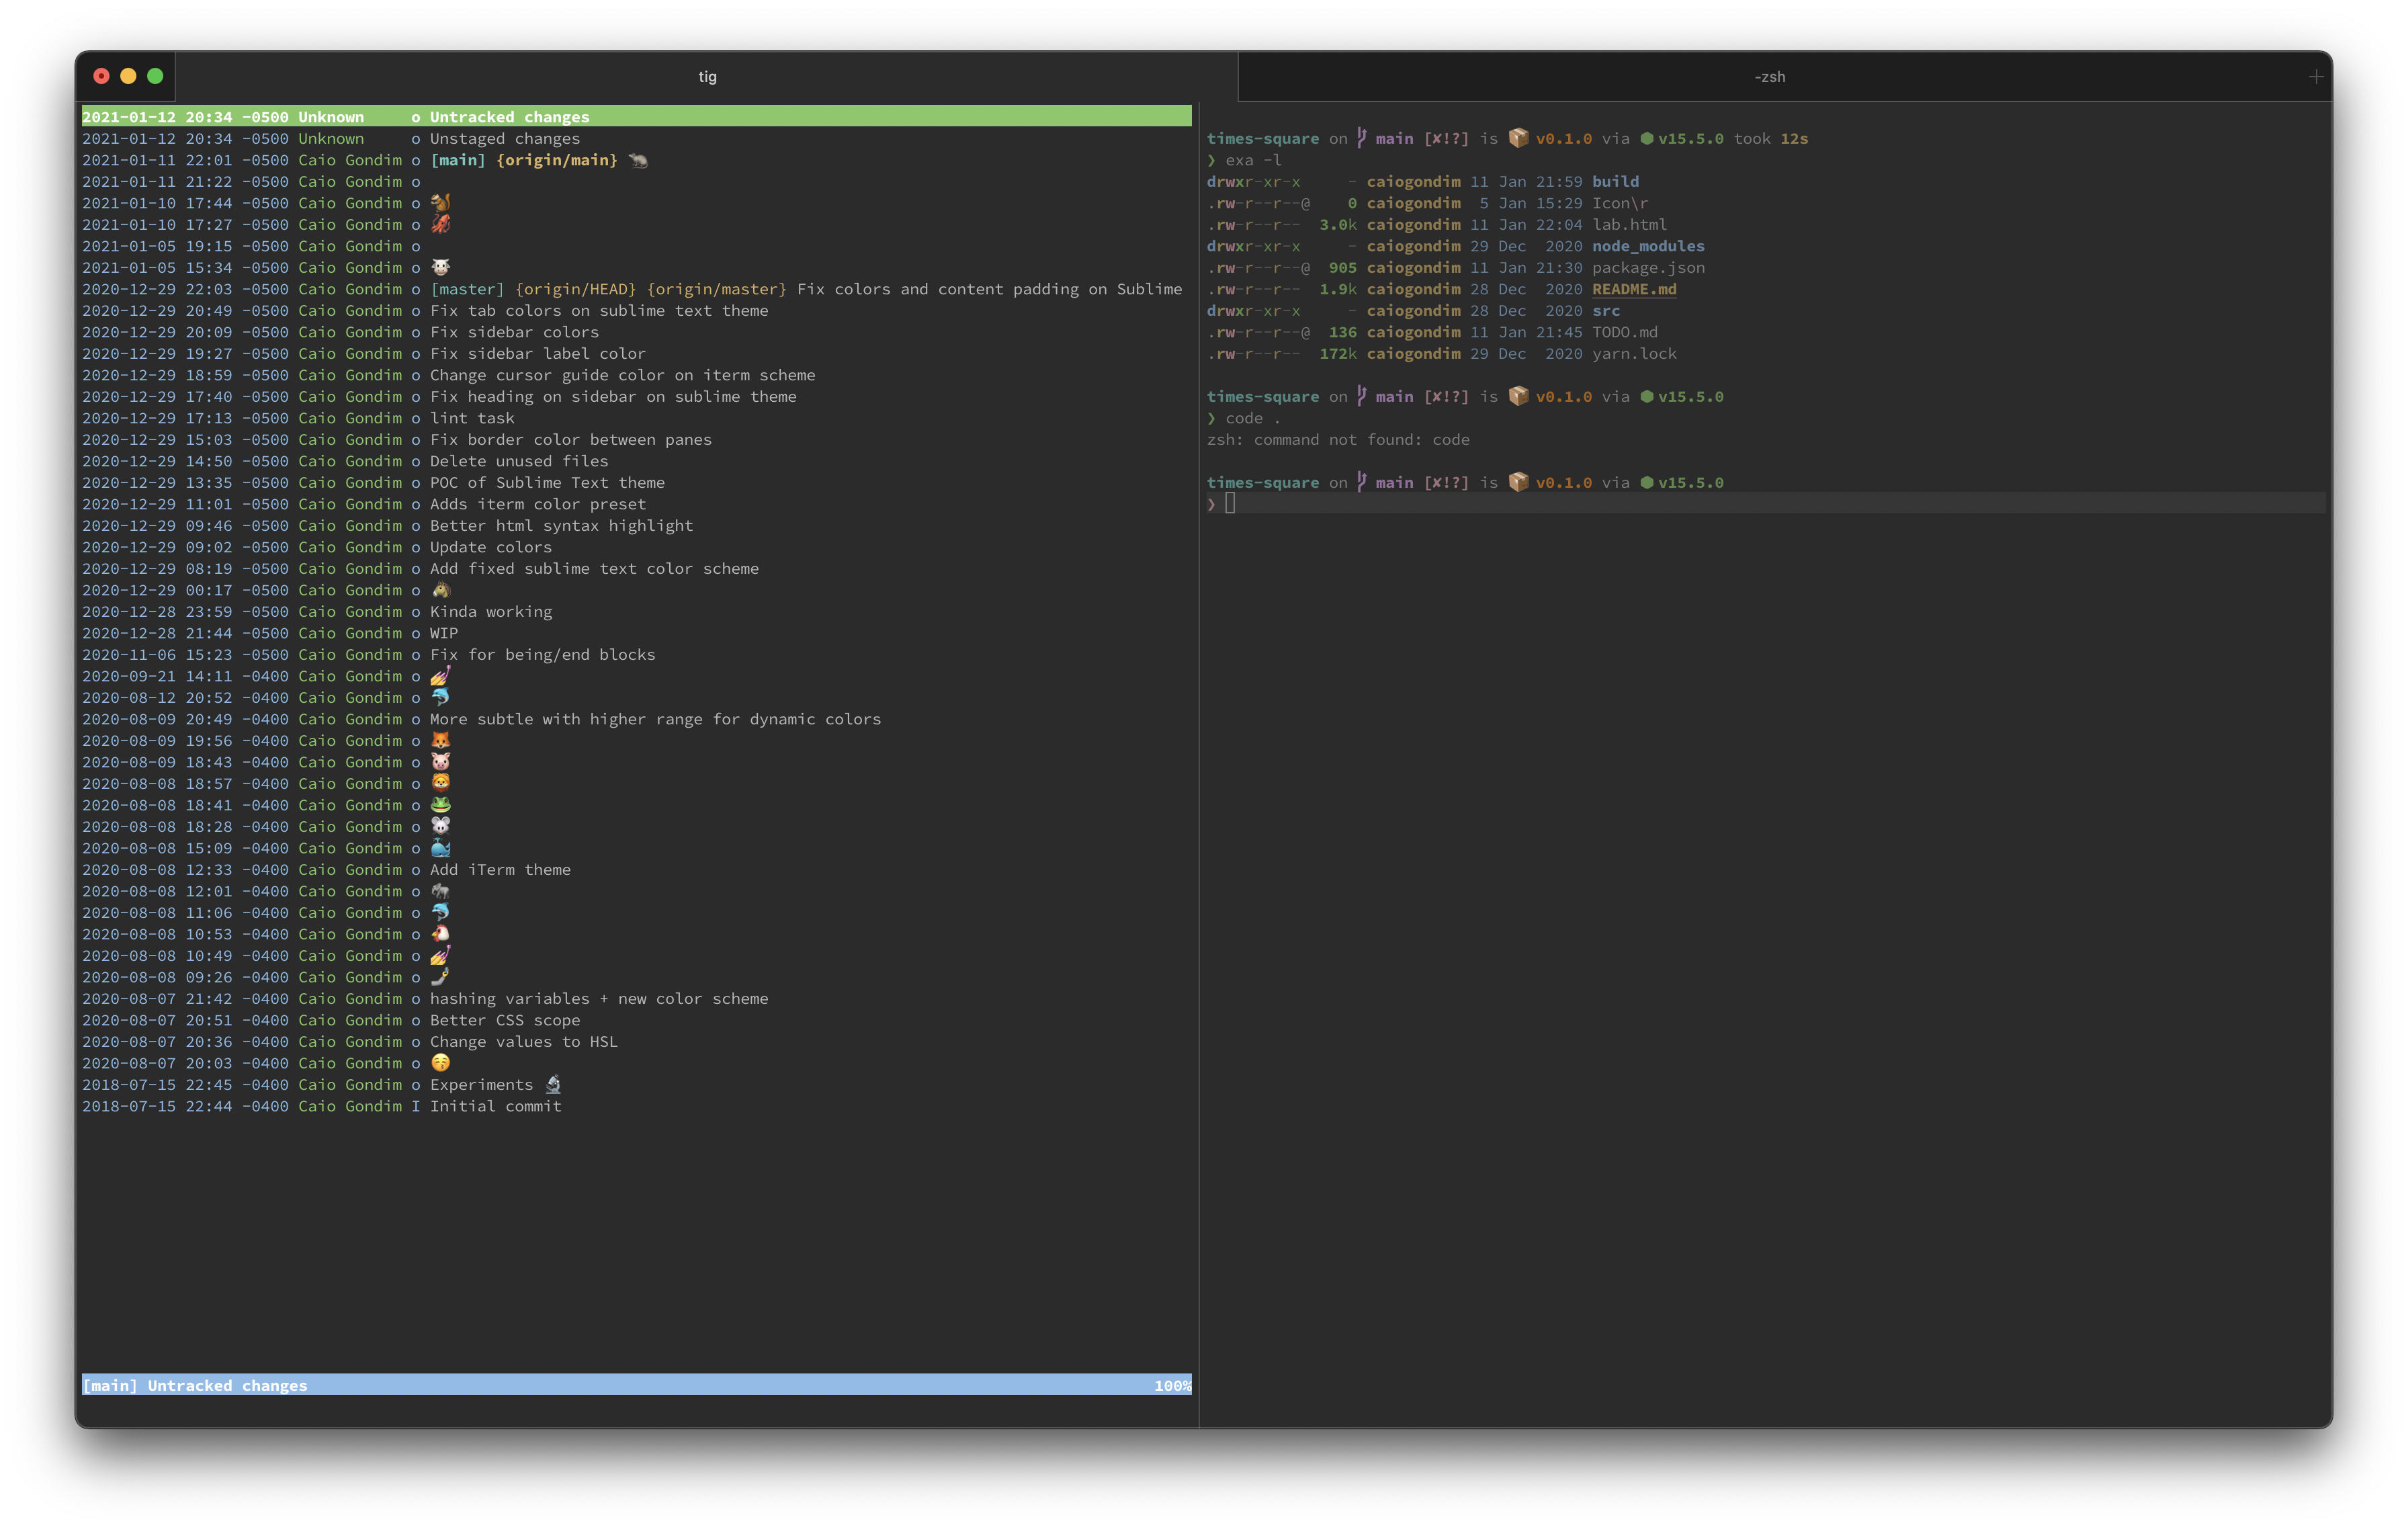 tig
-zsh
2021-01-12 20:34 -0500 Unknown     o Untracked changes
2021-01-12 20:34 -0500 Unknown     o Unstaged changes
2021-01-11 22:01 -0500 Caio Gondim o [main] {origin/main} 🐀
2021-01-11 21:22 -0500 Caio Gondim o
2021-01-10 17:44 -0500 Caio Gondim o 🐿
2021-01-10 17:27 -0500 Caio Gondim o 🦑
2021-01-05 19:15 -0500 Caio Gondim o
2021-01-05 15:34 -0500 Caio Gondim o 🐮
2020-12-29 22:03 -0500 Caio Gondim o [master] {origin/HEAD} {origin/master} Fix colors and content padding on Sublime
2020-12-29 20:49 -0500 Caio Gondim o Fix tab colors on sublime text theme
2020-12-29 20:09 -0500 Caio Gondim o Fix sidebar colors
2020-12-29 19:27 -0500 Caio Gondim o Fix sidebar label color
2020-12-29 18:59 -0500 Caio Gondim o Change cursor guide color on iterm scheme
2020-12-29 17:40 -0500 Caio Gondim o Fix heading on sidebar on sublime theme
2020-12-29 17:13 -0500 Caio Gondim o lint task
2020-12-29 15:03 -0500 Caio Gondim o Fix border color between panes
2020-12-29 14:50 -0500 Caio Gondim o Delete unused files
2020-12-29 13:35 -0500 Caio Gondim o POC of Sublime Text theme
2020-12-29 11:01 -0500 Caio Gondim o Adds iterm color preset
2020-12-29 09:46 -0500 Caio Gondim o Better html syntax highlight
2020-12-29 09:02 -0500 Caio Gondim o Update colors
2020-12-29 08:19 -0500 Caio Gondim o Add fixed sublime text color scheme
2020-12-29 00:17 -0500 Caio Gondim o 🐴
2020-12-28 23:59 -0500 Caio Gondim o Kinda working
2020-12-28 21:44 -0500 Caio Gondim o WIP
2020-11-06 15:23 -0500 Caio Gondim o Fix for being/end blocks
2020-09-21 14:11 -0400 Caio Gondim o 💅
2020-08-12 20:52 -0400 Caio Gondim o 🐬
2020-08-09 20:49 -0400 Caio Gondim o More subtle with higher range for dynamic colors
2020-08-09 19:56 -0400 Caio Gondim o 🦊
2020-08-09 18:43 -0400 Caio Gondim o 🐷
2020-08-08 18:57 -0400 Caio Gondim o 🦁
2020-08-08 18:41 -0400 Caio Gondim o 🐸
2020-08-08 18:28 -0400 Caio Gondim o 🐭
2020-08-08 15:09 -0400 Caio Gondim o 🐳
2020-08-08 12:33 -0400 Caio Gondim o Add iTerm theme
2020-08-08 12:01 -0400 Caio Gondim o 🐘
2020-08-08 11:06 -0400 Caio Gondim o 🐬
2020-08-08 10:53 -0400 Caio Gondim o 🐔
2020-08-08 10:49 -0400 Caio Gondim o 💅
2020-08-08 09:26 -0400 Caio Gondim o 🤳
2020-08-07 21:42 -0400 Caio Gondim o hashing variables + new color scheme
2020-08-07 20:51 -0400 Caio Gondim o Better CSS scope
2020-08-07 20:36 -0400 Caio Gondim o Change values to HSL
2020-08-07 20:03 -0400 Caio Gondim o 😚
2018-07-15 22:45 -0400 Caio Gondim o Experiments 🔬
2018-07-15 22:44 -0400 Caio Gondim I Initial commit
[main] Untracked changes 100%
times-square on main [✘!?] is 📦 v0.1.0 via ⬢ v15.5.0 took 12s
❯ exa -l
drwxr-xr-x     - caiogondim 11 Jan 21:59 build
.rw-r--r--@    0 caiogondim  5 Jan 15:29 Icon\r
.rw-r--r--  3.0k caiogondim 11 Jan 22:04 lab.html
drwxr-xr-x     - caiogondim 29 Dec  2020 node_modules
.rw-r--r--@  905 caiogondim 11 Jan 21:30 package.json
.rw-r--r--  1.9k caiogondim 28 Dec  2020 README.md
drwxr-xr-x     - caiogondim 28 Dec  2020 src
.rw-r--r--@  136 caiogondim 11 Jan 21:45 TODO.md
.rw-r--r--  172k caiogondim 29 Dec  2020 yarn.lock
times-square on main [✘!?] is 📦 v0.1.0 via ⬢ v15.5.0
❯ code .
zsh: command not found: code
times-square on main [✘!?] is 📦 v0.1.0 via ⬢ v15.5.0
❯